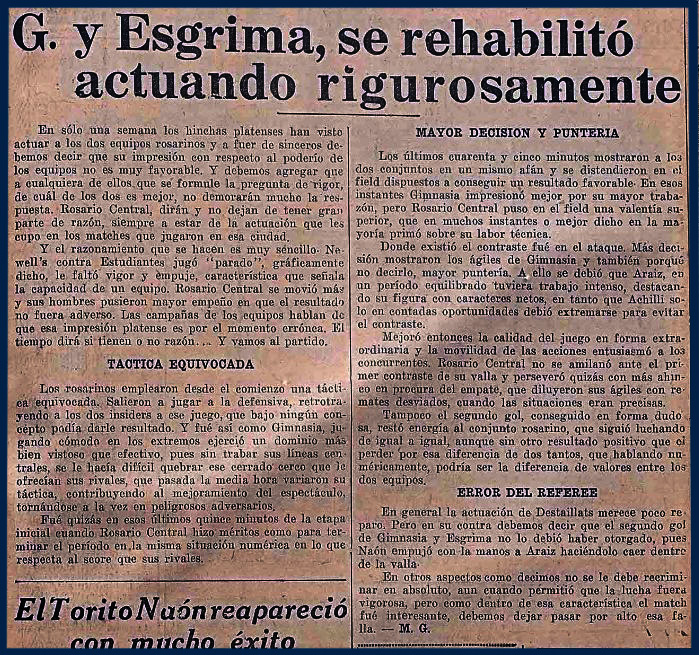 G. y Esgrima, se rehabilitó
actuando rigurosamente
En sólo una semana los hinchas platenses han visto
actuar a los dos equipos rosarinos y a fuer de sinceros de-
bemos decir que su impresión con respecto al poderío de
los equipos no es muy favorable. Y debemos agregar que
a cualquiera de ellos que se formule la pregunta de rigor,
de cuál de los dos es mejor, no demorarán mucho la res-
puesta. Rosario Central, dirán y no dejan de tener gran
parte de razón, siempre a estar de la actuación que les
cupo en los matches que jugaron en esa ciudad.
Y el razonamiento que se hacen es muy sencillo. Ne-
well's contra Estudiantes jugó "parado", gráficamente
dicho, le faltó vigor y empuje, característica que señala
la capacidad de un equipo. Rosario Central se movió más
y sus hombres pusieron mayor empeño en que el resultado
no fuera adverso. Las campañas de los equipos hablan de
que esa impresión platense es por el momento errónea. El
tiempo dirá si tienen o no razón... Y vamos al partido.
TACTICA EQUIVOCADA
Los rosarinos emplearon desde el comienzo una tácti-
ca equivocada. Salieron a jugar a la defensiva, retrotra-
yendo a los dos insiders a ese juego, que bajo ningún con-
cepto podía darle resultado. Y fué así como Gimnasia, ju-
gando cómodo en los extremos ejerció un dominio más
bien vistoso que efectivo, pues sin trabar sus líneas cen-
trales, se le hacía difícil quebrar ese cerrado cerco que le
ofrecían sus rivales, que pasada la media hora variaron su
táctica, contribuyendo al mejoramiento del espectáculo,
tornándose a la vez en peligrosos adversarios.
Fué quizás en esos últimos quince minutos de la etapa
inicial cuando Rosario Central hizo méritos como para ter-
minar el período en la misma situación numérica en lo que
respecta al score que sus rivales.
El Torito Naón reapareció
con mucho éxito
MAYOR DECISION Y PUNTERIA
Los últimos cuarenta y cinco minutos mostraron a los
dos conjuntos en un mismo afán y se distendieron en el
field dispuestos a conseguir un resultado favorable. En esos
instantes Gimnasia impresionó mejor por su mayor traba-
zón, pero Rosario Central puso en el field una valentía su-
perior, que en muchos instantes o mejor dicho en la ma-
yoría primó sobre su labor técnica.
Donde existió el contraste fué en el ataque. Más deci-
sión mostraron los ágiles de Gimnasia y también porqué
no decirlo, mayor puntería. A ello se debió que Araiz, en
un período equilibrado tuviera trabajo intenso, destacan-
do su figura con caracteres netos, en tanto que Achilli so-
lo en contadas oportunidades debió extremarse para evitar
el contraste.
Mejoró entonces la calidad del juego en forma extra-
ordinaria y la movilidad de las acciones entusiasmó a los
concurrentes. Rosario Central no se amilanó ante el pri-
mer contraste de su valla y perseveró quizás con más ahin-
co en procura del empate, que diluyeron sus ágiles con re-
mates desviados, cuando las situaciones eran precisas.
Tampoco el segundo gol, conseguido en forma dudo
sa, restó energía al conjunto rosarino, que siguió luchando
de igual a igual, aunque sin otro resultado positivo que el
perder por esa diferencia de dos tantos, que hablando nu-
méricamente, podría ser la diferencia de valores entre los
dos equipos.
ERROR DEL REFEREE
En general la actuación de Destaillats merece poco re-
paro. Pero en su contra debemos decir que el segundo gol
de Gimnasia y Esgrima no lo debió haber otorgado, pues
Naón empujó con la manos a Araiz haciéndolo caer dentre
de la valla
En otros aspectos como decimos no se le debe recrimi-
nar en absoluto, aun cuando permitió que la lucha fuera
vigorosa, pero como dentro de esa característica el match
fué interesante, debemos dejar pasar por alto esa fa-
lla. — M. G.